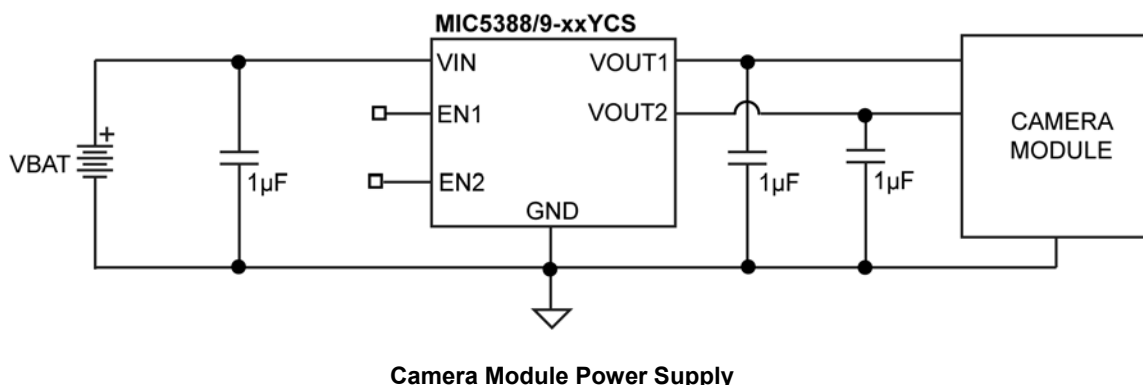 MIC5388/9-xxYCS
VIN
VOUT1
EN1
VOUT2
EN2
GND
+
VBAT
1µF
1µF
1µF
CAMERA
MODULE
Camera Module Power Supply